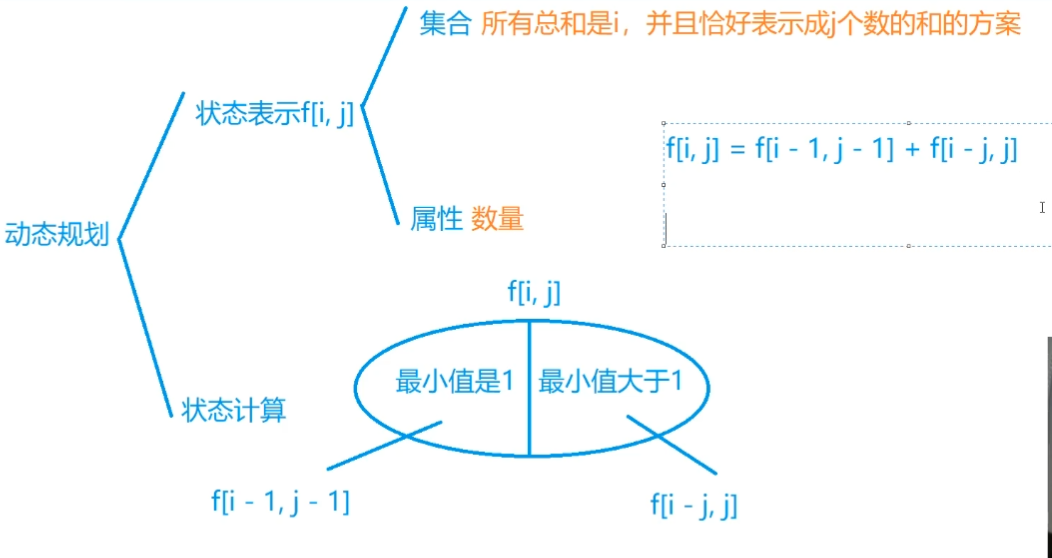 集合 所有总和是i，并且恰好表示成j个数的和的方案
状态表示f[i, j]
f[i, j] = f[i - 1, j - 1] + f[i - j, j]
属性 数量
动态规划
f[i, j]
最小值是1 最小值大于1
状态计算
f[i - 1, j - 1]
f[i - j, j]